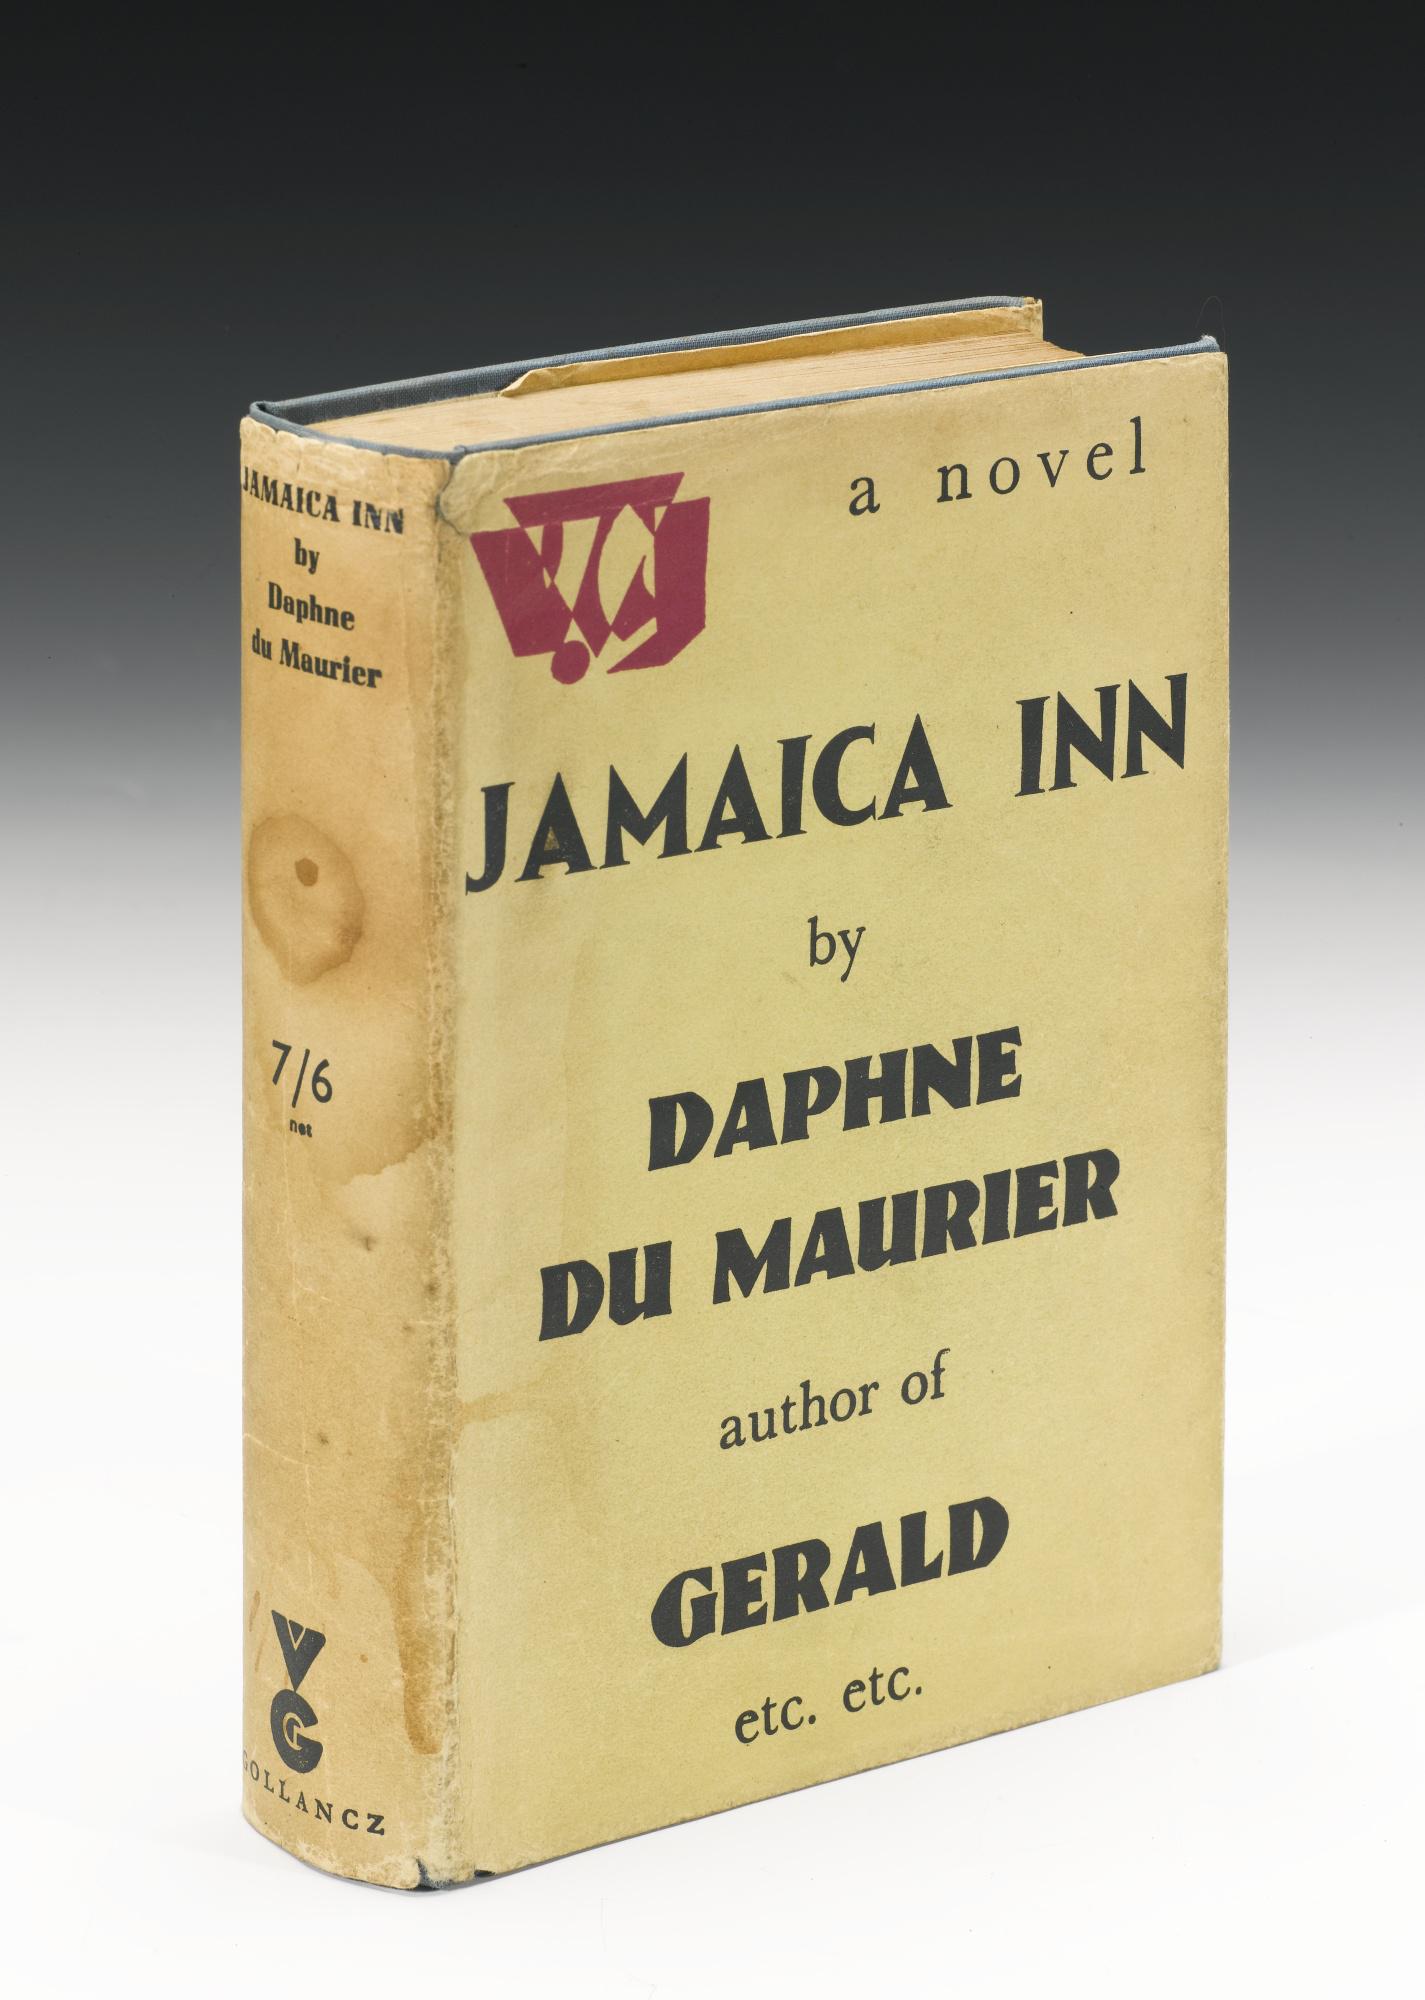 JAMAICA INN
by
Daphne
du Maurier
7/6
net
VG
GOLLANCZ
a novel
JAMAICA INN
by
DAPHNE
DU MAURIER
author of
GERALD
etc. etc.